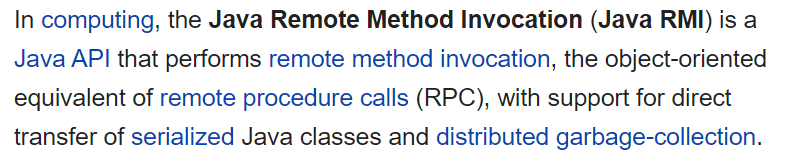 In computing, the Java Remote Method Invocation (Java RMI) is a
Java API that performs remote method invocation, the object-oriented
equivalent of remote procedure calls (RPC), with support for direct
transfer of serialized Java classes and distributed garbage-collection.